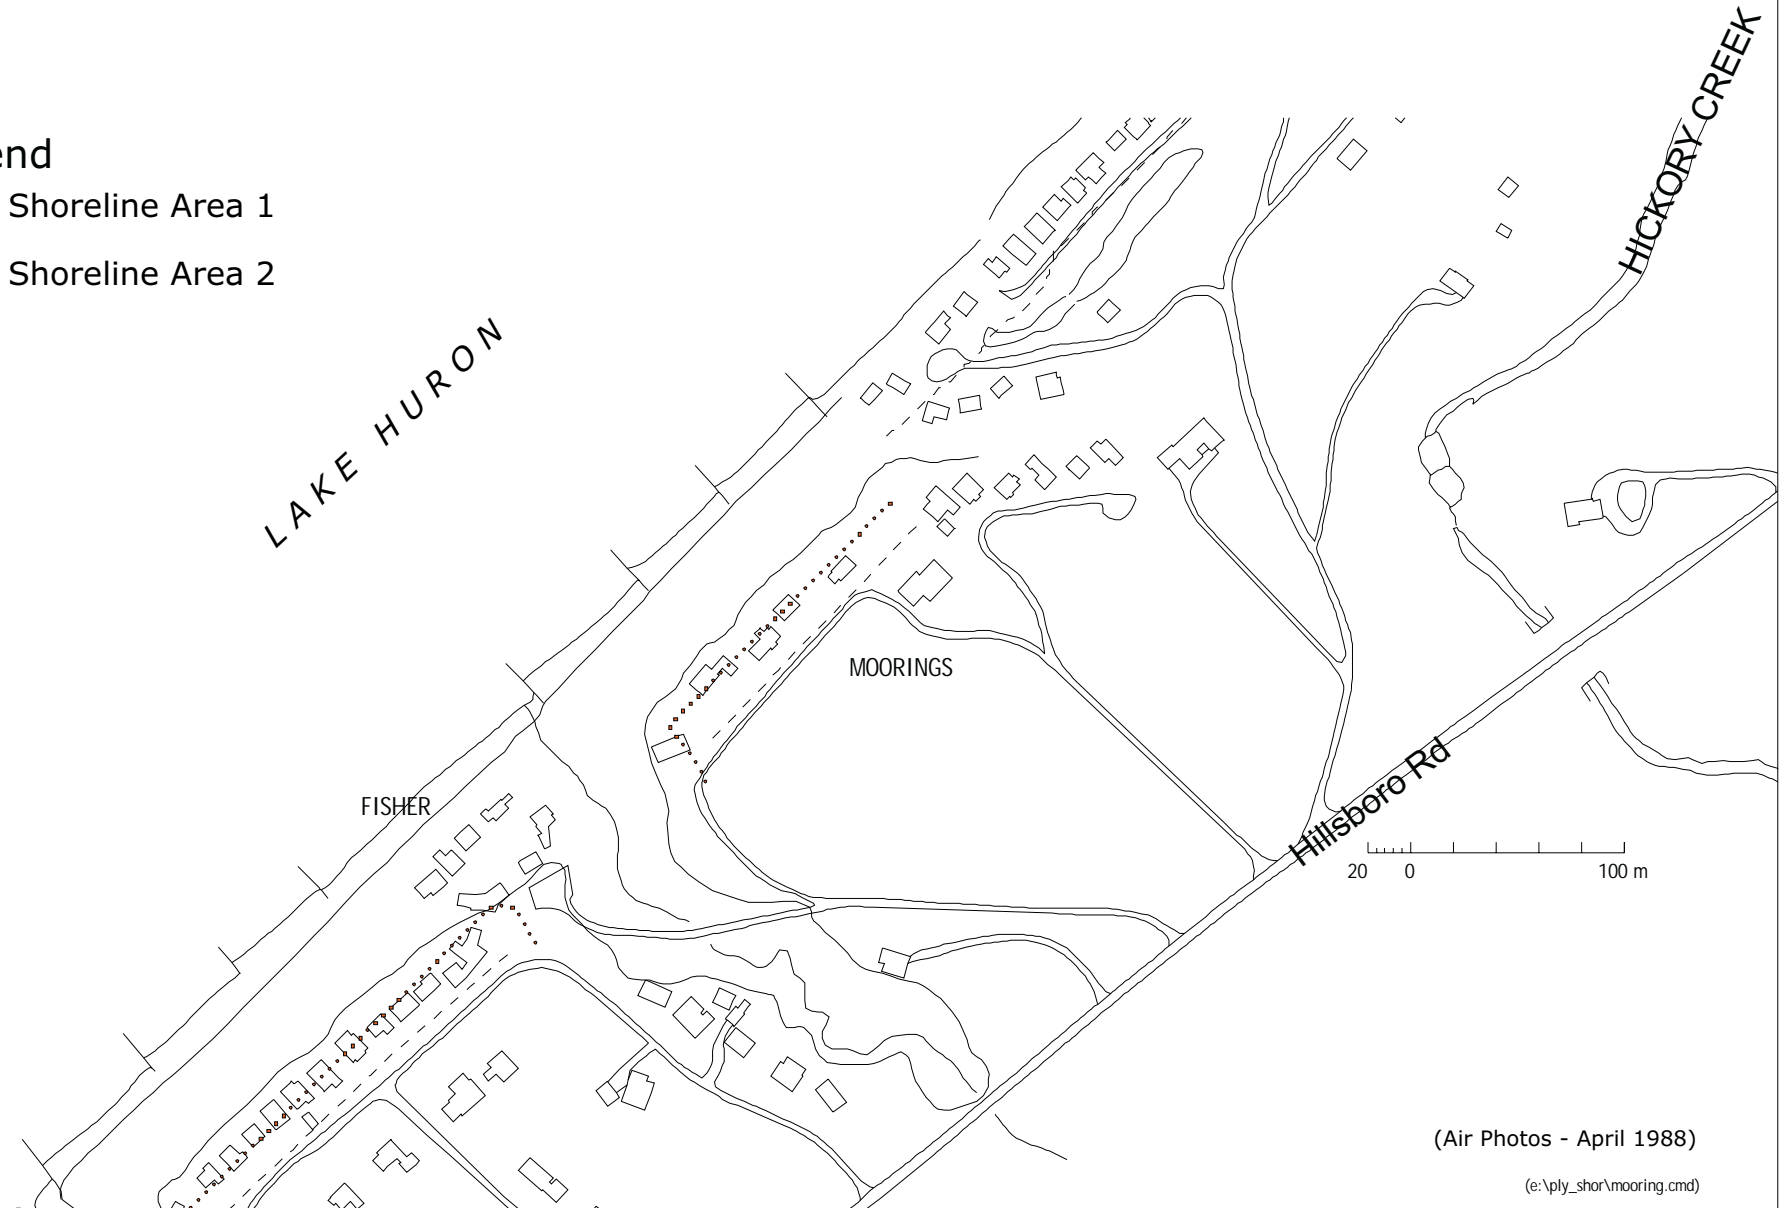 end
Shoreline Area 1
Shoreline Area 2
LAKE HURON
HICKORY CREEK
MOORINGS
FISHER
Hillsboro Rd
20 0 100 m
(Air Photos - April 1988)
(e:\ply_shor\mooring.cmd)